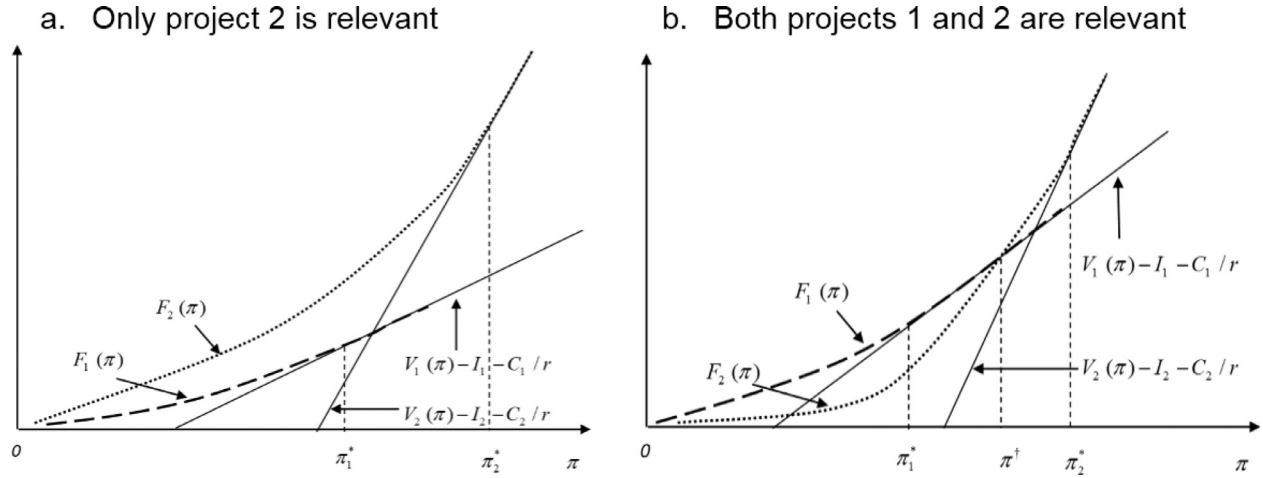 a. Only project 2 is relevant
F₂ (π)
F₁ (π)
V₁ (π) – I₁ – C₁ / r
V₂ (π) – I₂ – C₂ / r
0
π₁*
π₂*
π
b. Both projects 1 and 2 are relevant
F₁ (π)
V₁ (π) – I₁ – C₁ / r
F₂ (π)
V₂ (π) – I₂ – C₂ / r
0
π₁*
π†
π₂*
π